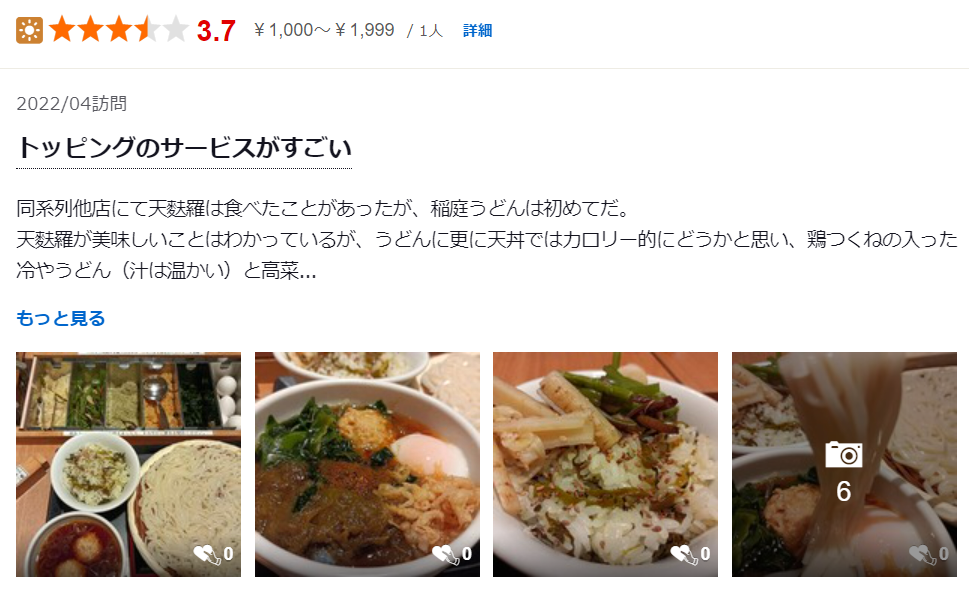 3.7 ￥1,000～￥1,999 / 1人 詳細
2022/04訪問
トッピングのサービスがすごい
同系列他店にて天麩羅は食べたことがあったが、稲庭うどんは初めてだ。
天麩羅が美味しいことはわかっているが、うどんに更に天丼ではカロリー的にどうかと思い、鶏つくねの入った
冷やうどん（汁は温かい）と高菜...
もっと見る
6
0 0 0 0